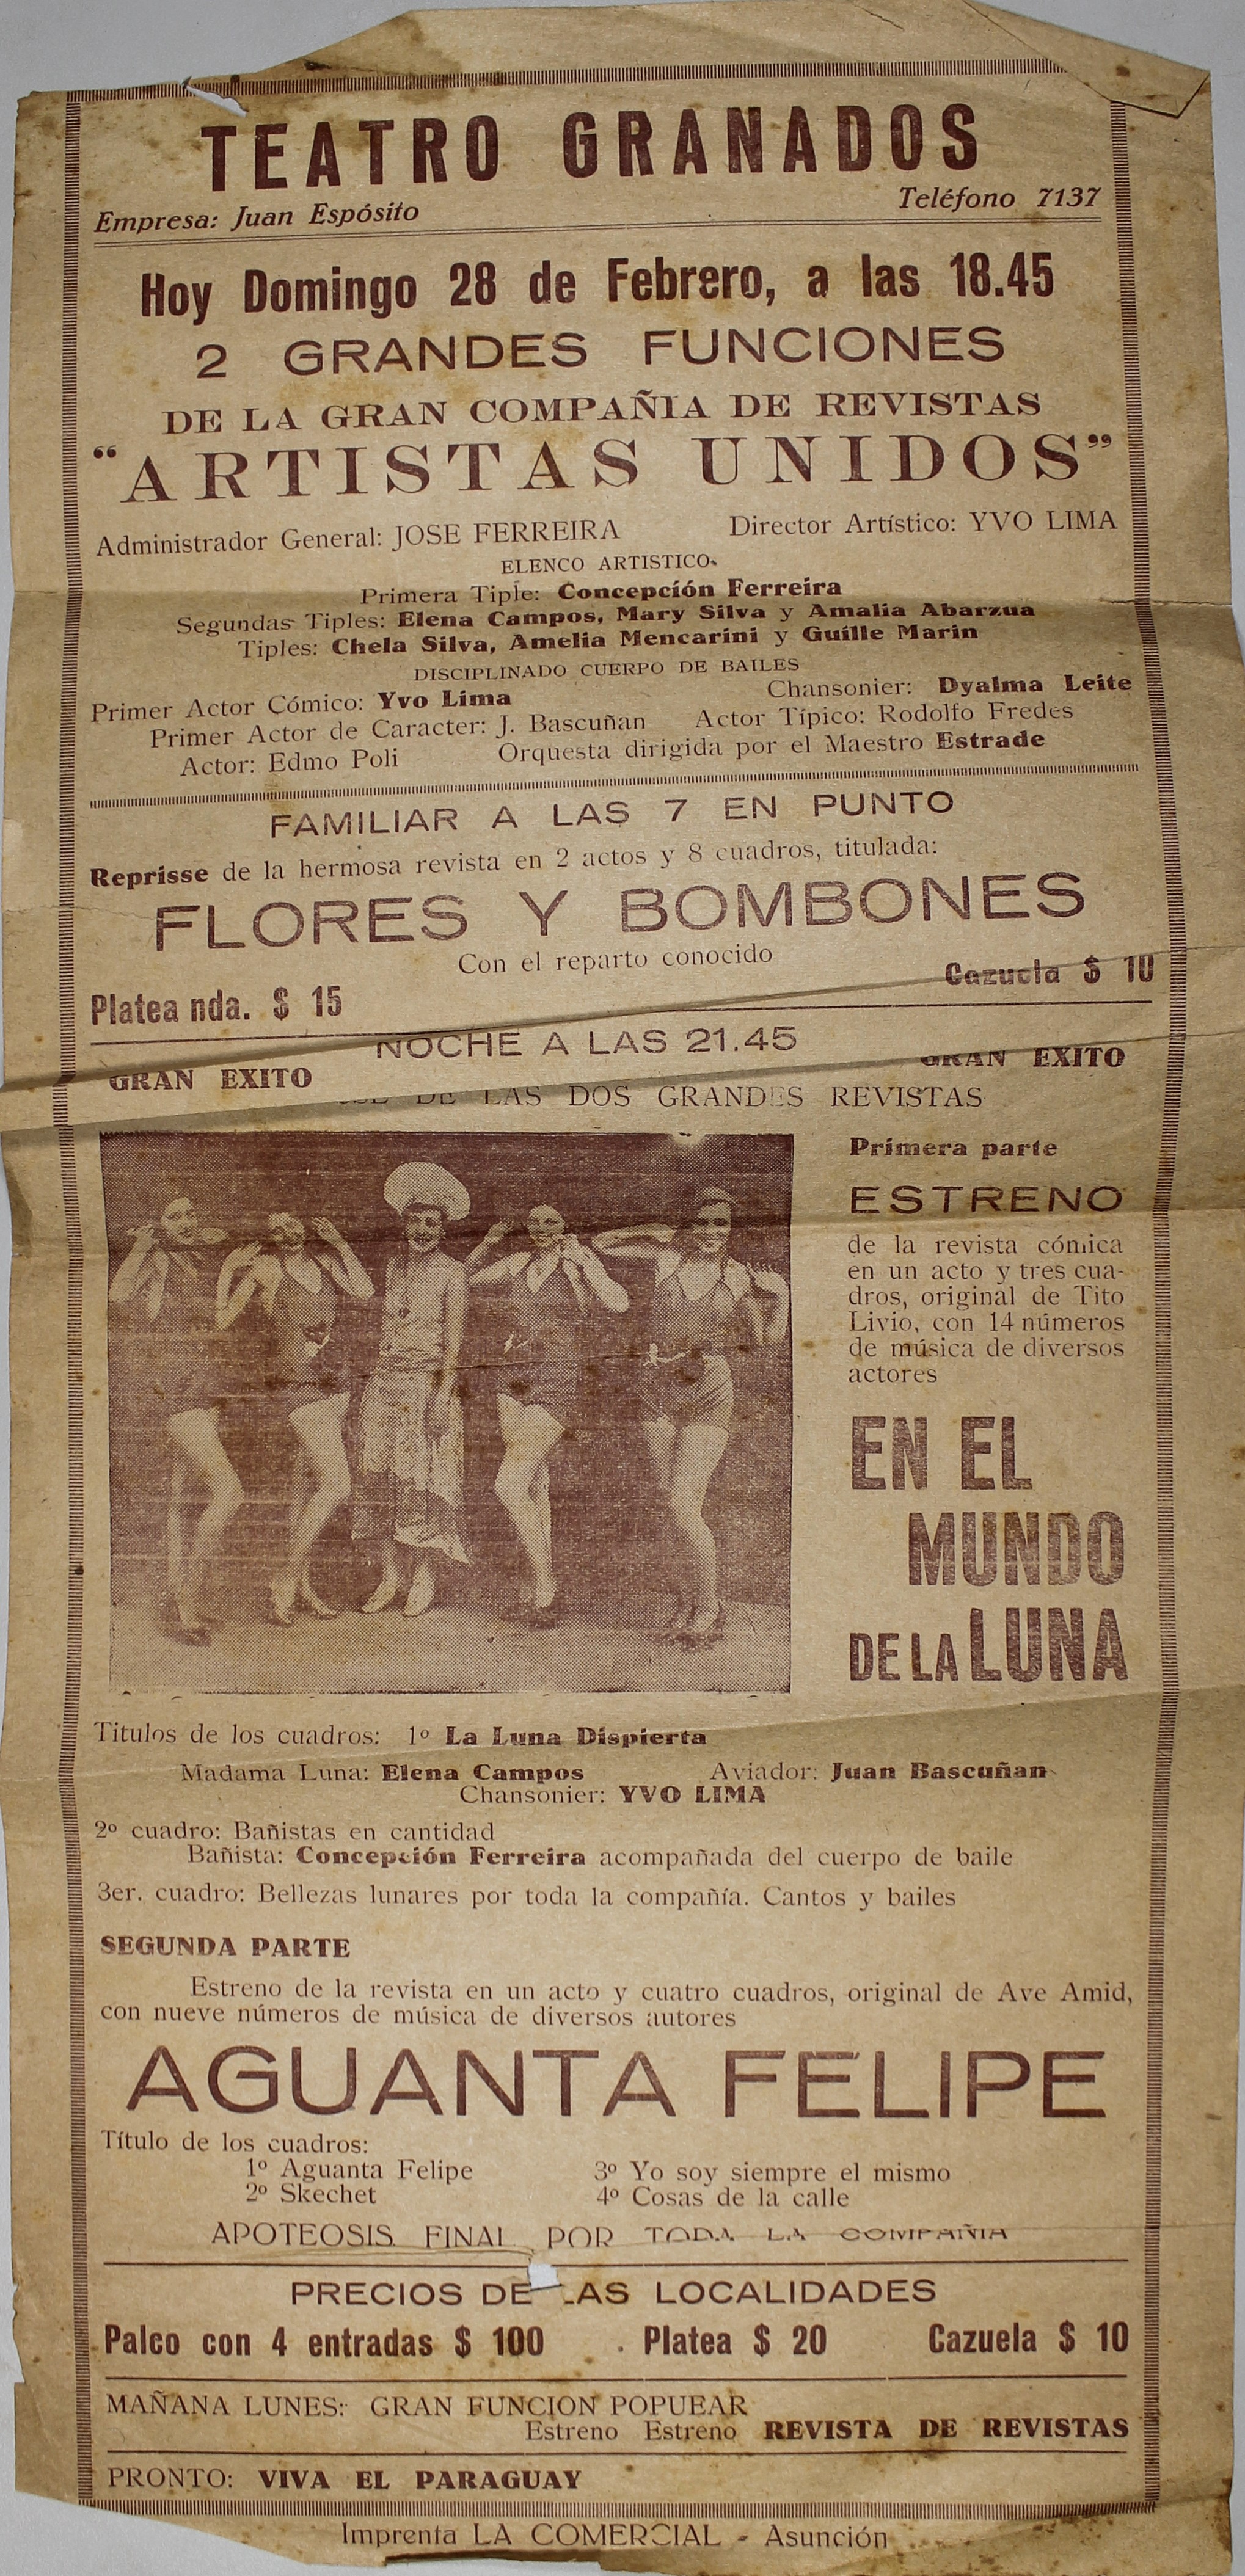 TEATRO GRANADOS
Empresa: Juan Espósito
Teléfono 7137
Hoy Domingo 28 de Febrero, a las 18.45
2 GRANDES FUNCIONES
DE LA GRAN COMPAÑIA DE REVISTAS
“ARTISTAS UNIDOS”
Administrador General: JOSE FERREIRA
Director Artístico: YVO LIMA
ELENCO ARTISTICO.
Primera Tiple: Concepción Ferreira
Segundas Tiples: Elena Campos, Mary Silva y Amalia Abarzua
Tiples: Chela Silva, Amelia Mencarini y Guille Marin
DISCIPLINADO CUERPO DE BAILES
Primer Actor Cómico: Yvo Lima
Chansonier: Dyalma Leite
Primer Actor de Caracter: J. Bascuñan
Actor Típico: Rodolfo Fredes
Actor: Edmo Poli
Orquesta dirigida por el Maestro Estrade
FAMILIAR A LAS 7 EN PUNTO
Reprisse de la hermosa revista en 2 actos y 8 cuadros, titulada:
FLORES Y BOMBONES
Con el reparto conocido
Platea nda. $ 15
Cazuela $ 10
NOCHE A LAS 21.45
GRAN EXITO
GRAN EXITO
DE LAS DOS GRANDES REVISTAS
Primera parte
ESTRENO
de la revista cómica
en un acto y tres cua-
dros, original de Tito
Livio, con 14 números
de música de diversos
actores
EN EL
MUNDO
DE LA LUNA
Titulos de los cuadros: 1º La Luna Dispierta
Madama Luna: Elena Campos
Aviador: Juan Bascuñan
Chansonier: YVO LIMA
2º cuadro: Bañistas en cantidad
Bañista: Concepción Ferreira acompañada del cuerpo de baile
3er. cuadro: Bellezas lunares por toda la compañía. Cantos y bailes
SEGUNDA PARTE
Estreno de la revista en un acto y cuatro cuadros, original de Ave Amid,
con nueve números de música de diversos autores
AGUANTA FELIPE
Título de los cuadros:
1º Aguanta Felipe
3º Yo soy siempre el mismo
2º Skechet
4º Cosas de la calle
APOTEOSIS FINAL POR TODA LA COMPAÑIA
PRECIOS DE LAS LOCALIDADES
Palco con 4 entradas $ 100
Platea $ 20
Cazuela $ 10
MAÑANA LUNES: GRAN FUNCION POPUEAR
Estreno Estreno REVISTA DE REVISTAS
PRONTO: VIVA EL PARAGUAY
Imprenta LA COMERCIAL - Asunción